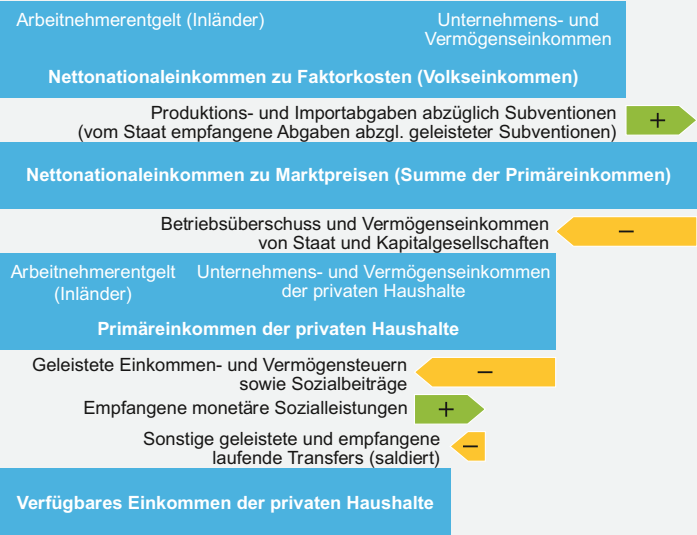 Arbeitnehmerentgelt (Inländer)
Unternehmens- und
Vermögenseinkommen
Nettonationaleinkommen zu Faktorkosten (Volkseinkommen)
Produktions- und Importabgaben abzüglich Subventionen
(vom Staat empfangene Abgaben abzgl. geleisteter Subventionen)
+
Nettonationaleinkommen zu Marktpreisen (Summe der Primäreinkommen)
Betriebsüberschuss und Vermögenseinkommen
von Staat und Kapitalgesellschaften
−
Arbeitnehmerentgelt
(Inländer)
Unternehmens- und Vermögenseinkommen
der privaten Haushalte
Primäreinkommen der privaten Haushalte
Geleistete Einkommen- und Vermögensteuern
sowie Sozialbeiträge
−
Empfangene monetäre Sozialleistungen
+
Sonstige geleistete und empfangene
laufende Transfers (saldiert)
−
Verfügbares Einkommen der privaten Haushalte